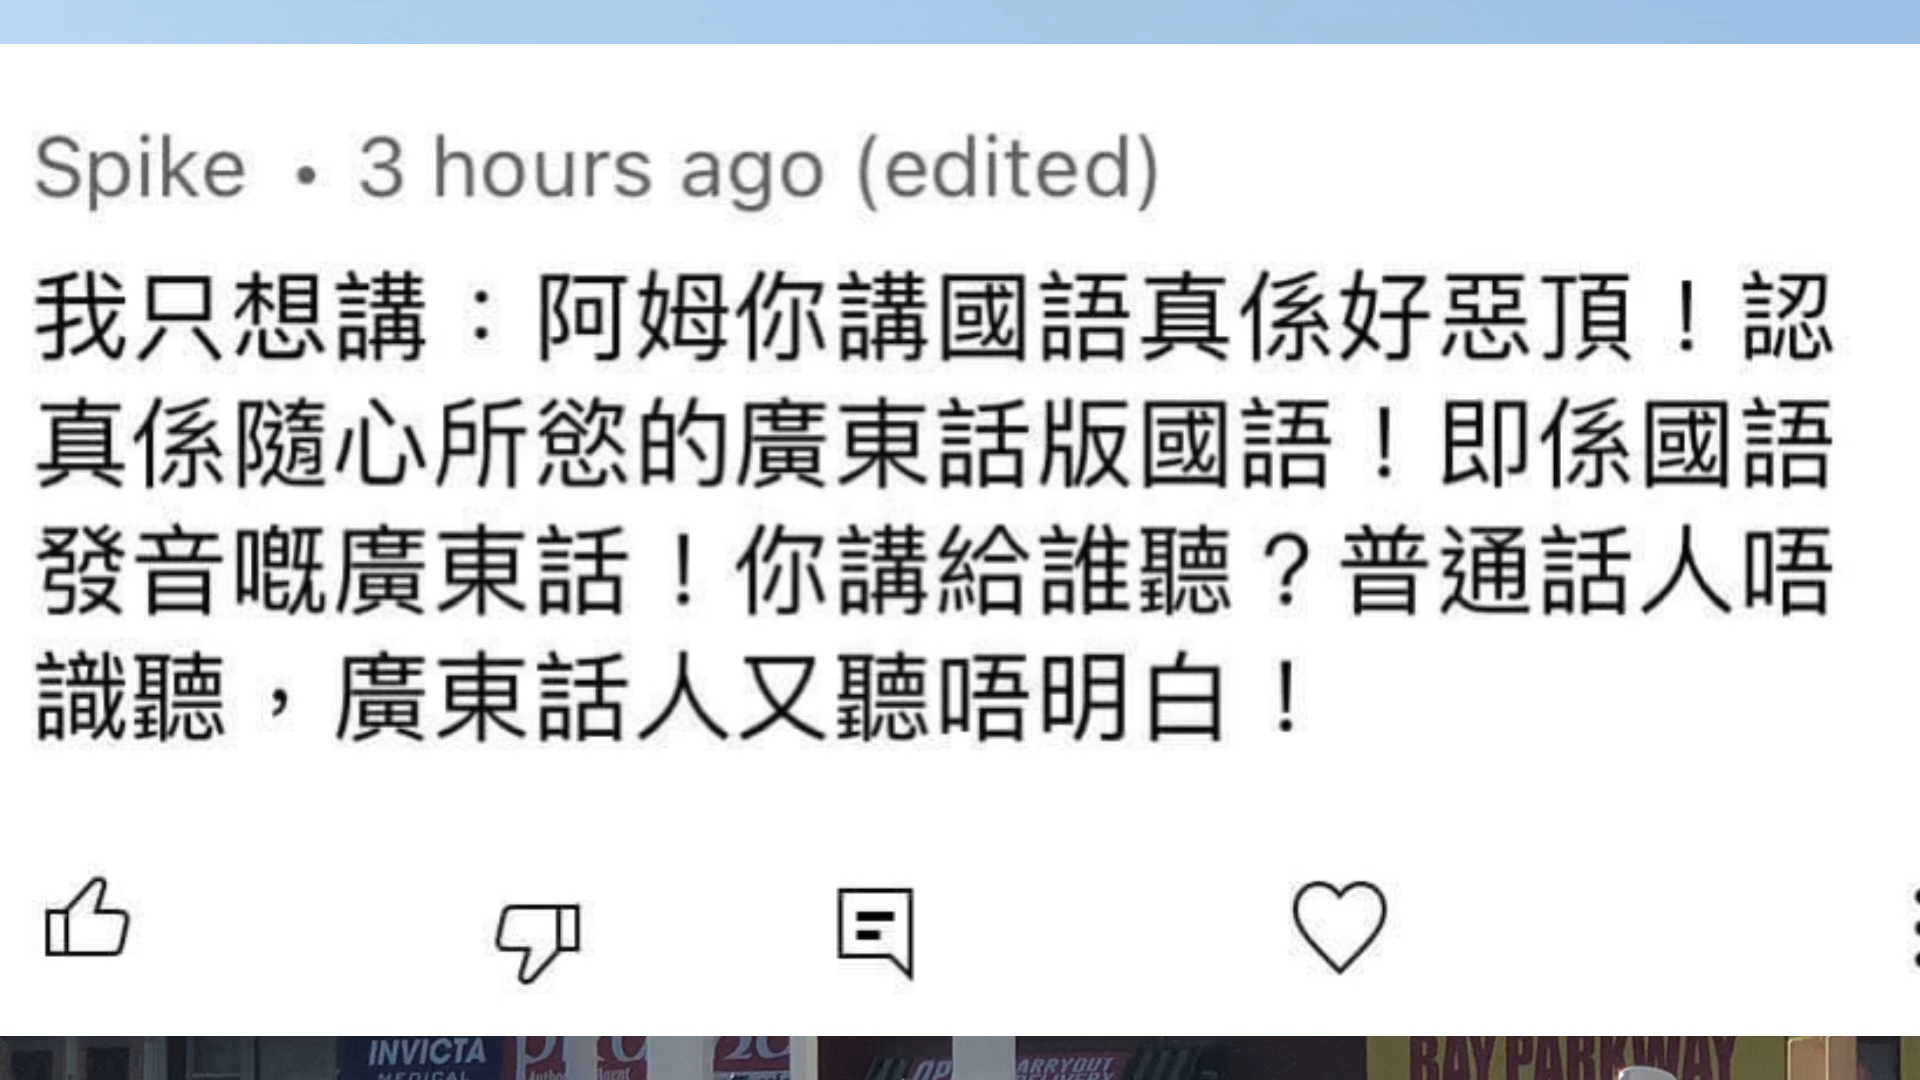 Spike • 3 hours ago (edited)
我只想講：阿姆你講國語真係好惡頂！認
真係隨心所慾的廣東話版國語！即係國語
發音嘅廣東話！你講給誰聽？普通話人唔
識聽，廣東話人又聽唔明白！
INVICTA
MEDICAL
BAY PARKWAY